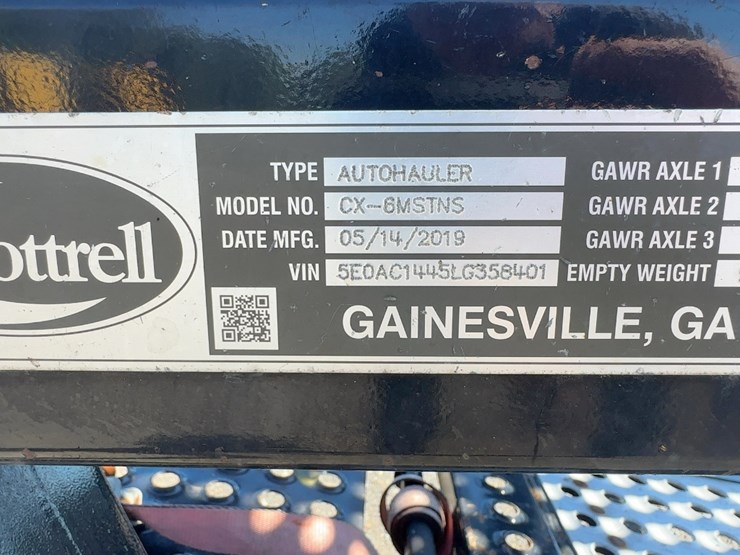 ottrell
TYPE AUTOHAULER GAWR AXLE 1
MODEL NO. CX-6MSTNS GAWR AXLE 2
DATE MFG. 05/14/2019 GAWR AXLE 3
VIN 5E0AC1445LG358401 EMPTY WEIGHT
GAINESVILLE, GA